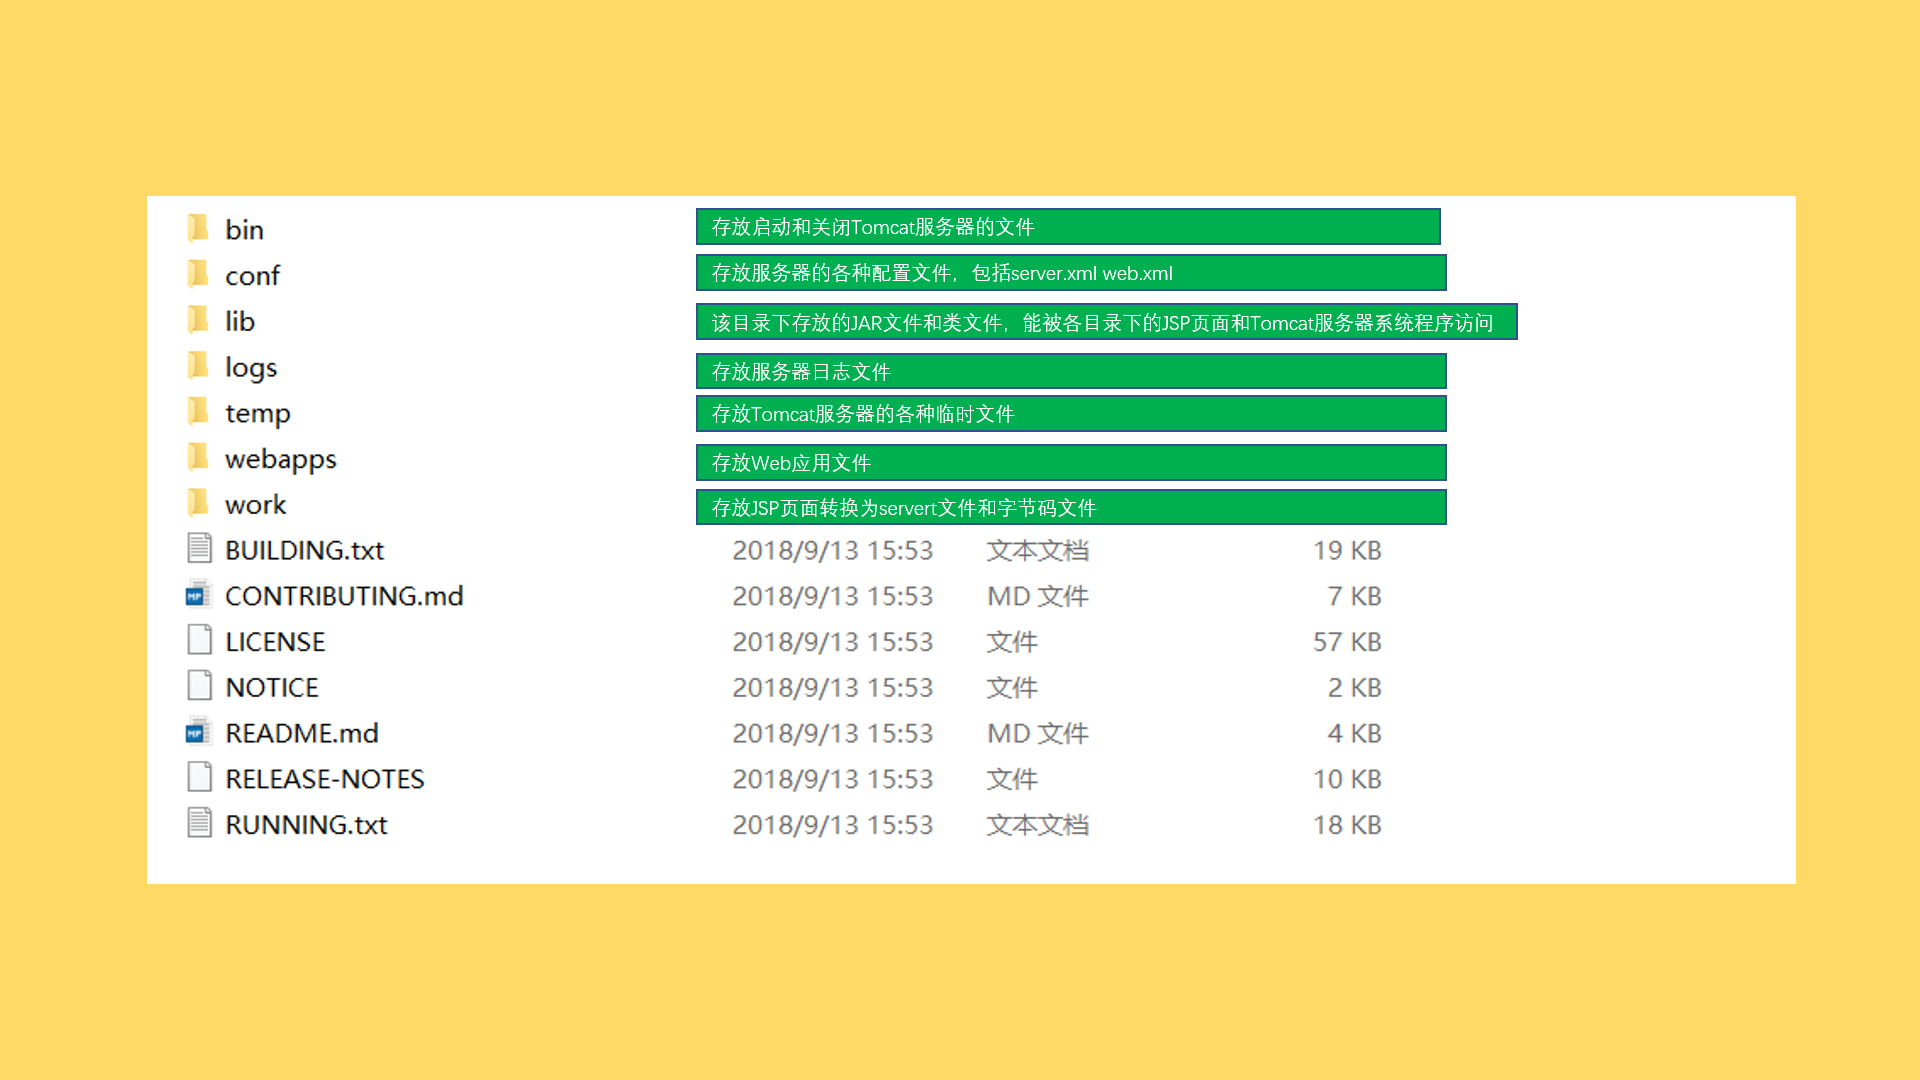 bin 存放启动和关闭Tomcat服务器的文件
conf 存放服务器的各种配置文件，包括server.xml web.xml
lib 该目录下存放的JAR文件和类文件，能被各目录下的JSP页面和Tomcat服务器系统程序访问
logs 存放服务器日志文件
temp 存放Tomcat服务器的各种临时文件
webapps 存放Web应用文件
work 存放JSP页面转换为servert文件和字节码文件
BUILDING.txt 2018/9/13 15:53 文本文档 19 KB
CONTRIBUTING.md 2018/9/13 15:53 MD 文件 7 KB
LICENSE 2018/9/13 15:53 文件 57 KB
NOTICE 2018/9/13 15:53 文件 2 KB
README.md 2018/9/13 15:53 MD 文件 4 KB
RELEASE-NOTES 2018/9/13 15:53 文件 10 KB
RUNNING.txt 2018/9/13 15:53 文本文档 18 KB